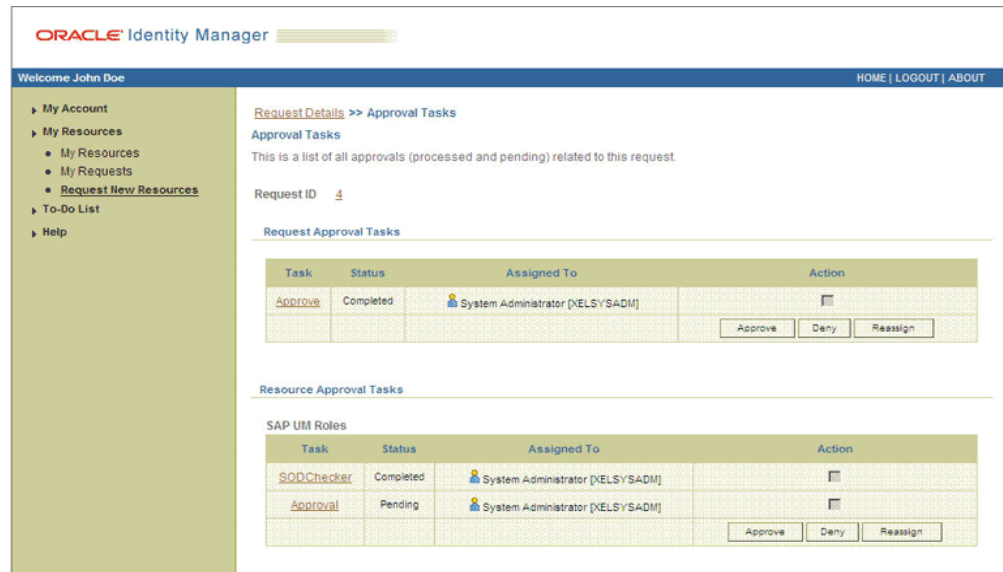 ORACLE Identity Manager
Welcome John Doe
HOME | LOGOUT | ABOUT
My Account
My Resources
My Resources
My Requests
Request New Resources
To-Do List
Help
Request Details >> Approval Tasks
Approval Tasks
This is a list of all approvals (processed and pending) related to this request.
Request ID 4
Request Approval Tasks
Task Status Assigned To Action
Approve Completed System Administrator [XELSYSADM]
Approve Deny Reassign
Resource Approval Tasks
SAP UM Roles
Task Status Assigned To Action
SODChecker Completed System Administrator [XELSYSADM]
Approval Pending System Administrator [XELSYSADM]
Approve Deny Reassign